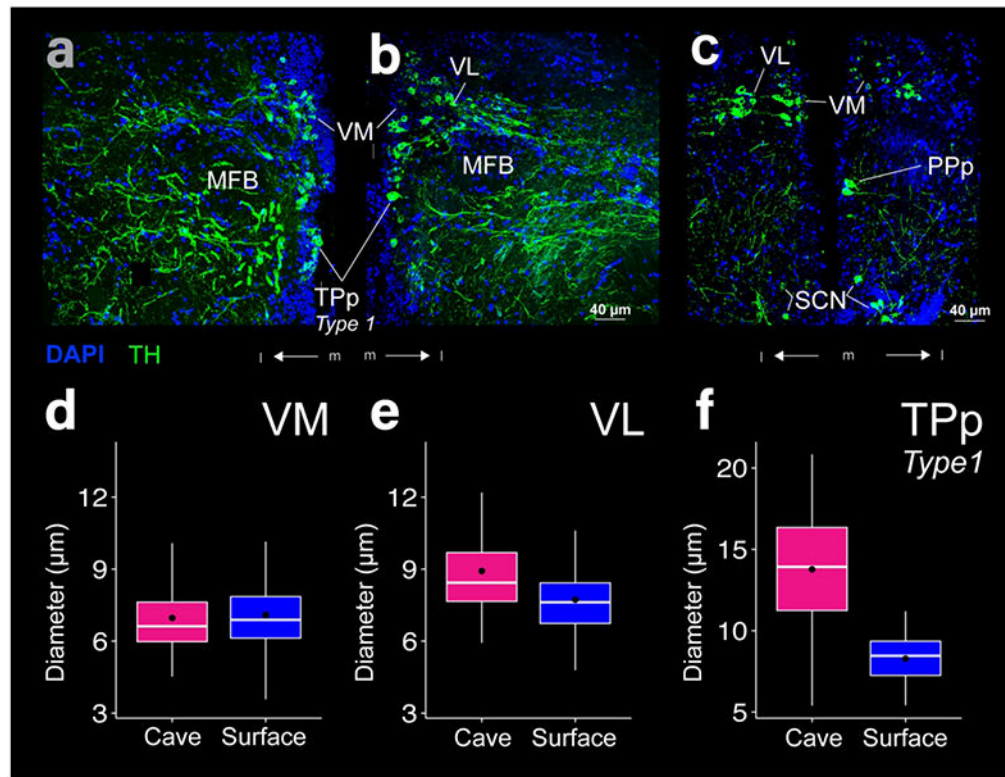 a
b
c
VL
VM
MFB
MFB
TPp
Type 1
40 µm
VL
VM
PPp
SCN
40 µm
DAPI TH
l m m l
l m l
d VM
12
9
6
3
Diameter (µm)
Cave Surface
e VL
12
9
6
3
Diameter (µm)
Cave Surface
f TPp
Type1
20
15
10
5
Diameter (µm)
Cave Surface